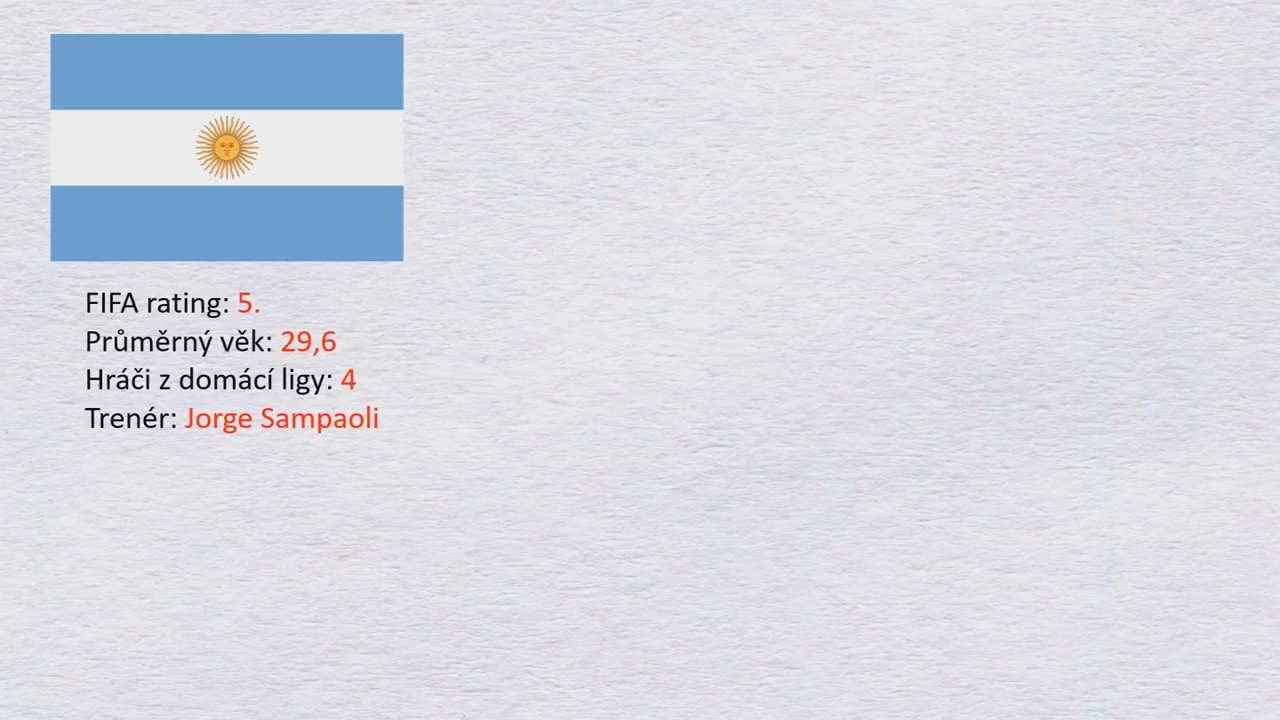 FIFA rating: 5.
Průměrný věk: 29,6
Hráči z domácí ligy: 4
Trenér: Jorge Sampaoli